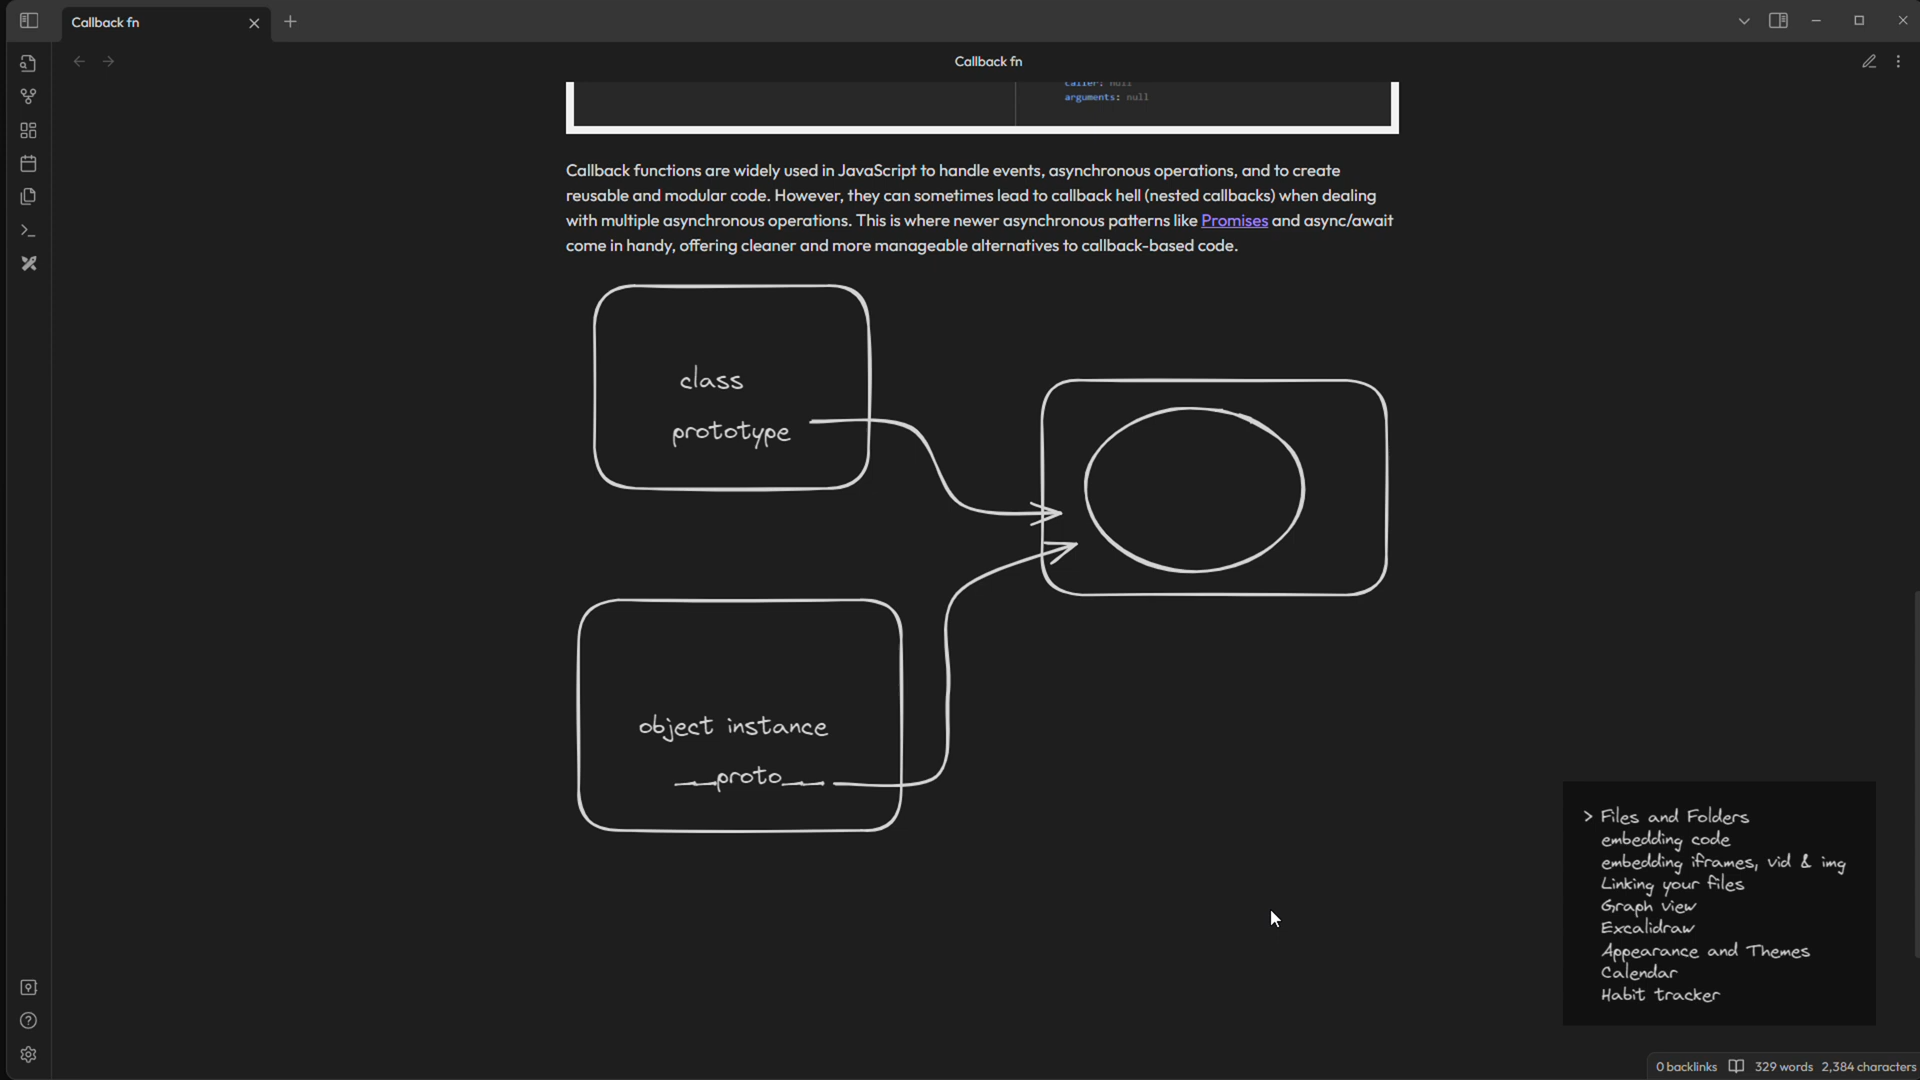 Callback fn
Callback fn
caller: null
arguments: null
Callback functions are widely used in JavaScript to handle events, asynchronous operations, and to create
reusable and modular code. However, they can sometimes lead to callback hell (nested callbacks) when dealing
with multiple asynchronous operations. This is where newer asynchronous patterns like Promises and async/await
come in handy, offering cleaner and more manageable alternatives to callback-based code.
class
prototype
object instance
__proto__
> Files and Folders
embedding code
embedding iframes, vid & img
Linking your files
Graph view
Excalidraw
Appearance and Themes
Calendar
Habit tracker
0 backlinks 329 words 2,384 characters